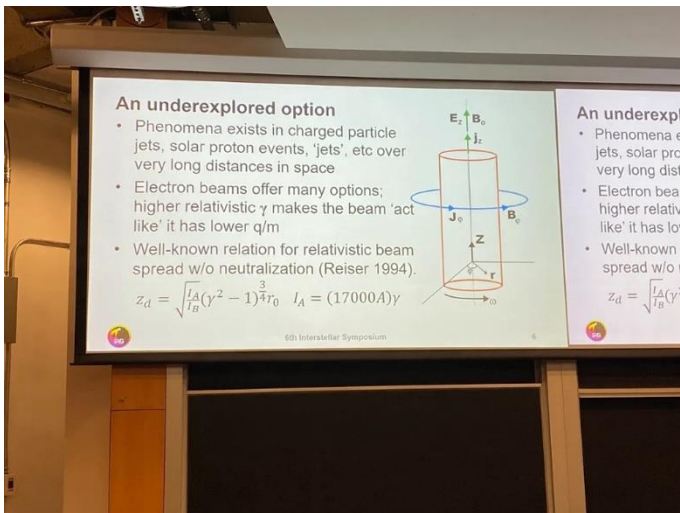 An underexplored option
• Phenomena exists in charged particle
jets, solar proton events, 'jets', etc over
very long distances in space
• Electron beams offer many options;
higher relativistic γ makes the beam 'act
like' it has lower q/m
• Well-known relation for relativistic beam
spread w/o neutralization (Reiser 1994).
z_d = √(I_A/I_B)(γ² − 1)^(3/4) r_0   I_A = (17000A)γ
E_z B_o
j_z
J_φ B_φ
Z
φ r
ω
6th Interstellar Symposium
6
An underexpl
• Phenomena e
jets, solar pro
very long dist
• Electron bea
higher relativ
like' it has lo
• Well-known
spread w/o
z_d = √(I_A/I_B)(γ²